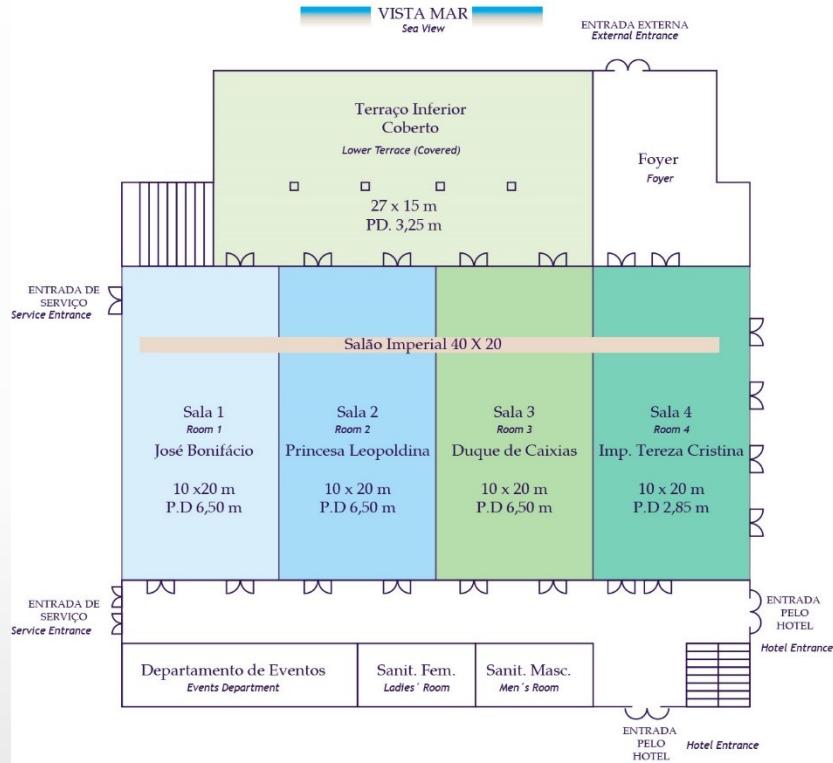 VISTA MAR
Sea View
ENTRADA EXTERNA
External Entrance
Terraço Inferior
Coberto
Lower Terrace (Covered)
27 x 15 m
PD. 3,25 m
Foyer
Foyer
ENTRADA DE
SERVIÇO
Service Entrance
Salão Imperial 40 X 20
Sala 1
Room 1
José Bonifácio
10 x20 m
P.D 6,50 m
Sala 2
Room 2
Princesa Leopoldina
10 x 20 m
P.D 6,50 m
Sala 3
Room 3
Duque de Caixias
10 x 20 m
P.D 6,50 m
Sala 4
Room 4
Imp. Tereza Cristina
10 x 20 m
P.D 2,85 m
ENTRADA DE
SERVIÇO
Service Entrance
ENTRADA
PELO
HOTEL
Hotel Entrance
Departamento de Eventos
Events Department
Sanit. Fem.
Ladies´ Room
Sanit. Masc.
Men´s Room
ENTRADA
PELO
HOTEL
Hotel Entrance